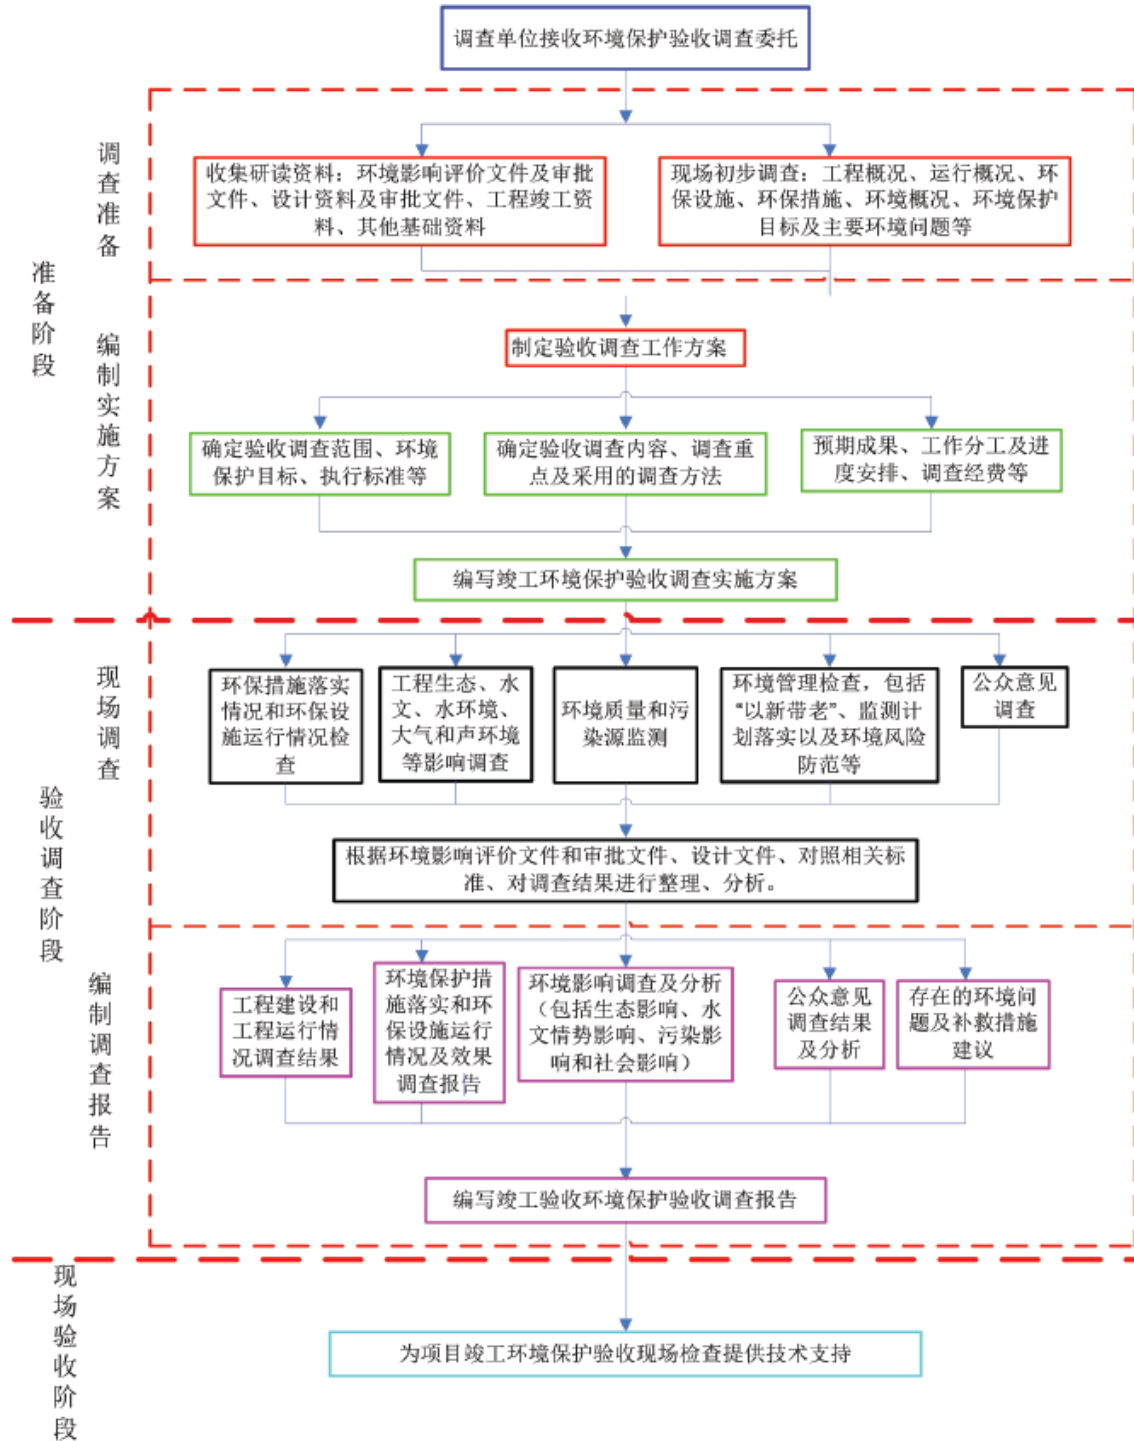 调查单位接收环境保护验收调查委托
准备阶段
调查准备
收集研读资料：环境影响评价文件及审批
文件、设计资料及审批文件、工程竣工资
料、其他基础资料
现场初步调查：工程概况、运行概况、环
保设施、环保措施、环境概况、环境保护
目标及主要环境问题等
编制实施方案
制定验收调查工作方案
确定验收调查范围、环境
保护目标、执行标准等
确定验收调查内容、调查重
点及采用的调查方法
预期成果、工作分工及进
度安排、调查经费等
编写竣工环境保护验收调查实施方案
验收调查阶段
现场调查
环保措施落实
情况和环保设
施运行情况检
查
工程生态、水
文、水环境、
大气和声环境
等影响调查
环境质量和污
染源监测
环境管理检查，包括
“以新带老”、监测计
划落实以及环境风险
防范等
公众意见
调查
根据环境影响评价文件和审批文件、设计文件、对照相关标
准、对调查结果进行整理、分析。
编制调查报告
工程建设和
工程运行情
况调查结果
环境保护措
施落实和环
保设施运行
情况及效果
调查报告
环境影响调查及分析
（包括生态影响、水
文情势影响、污染影
响和社会影响）
公众意见
调查结果
及分析
存在的环境问
题及补救措施
建议
编写竣工验收环境保护验收调查报告
现场验收阶段
为项目竣工环境保护验收现场检查提供技术支持